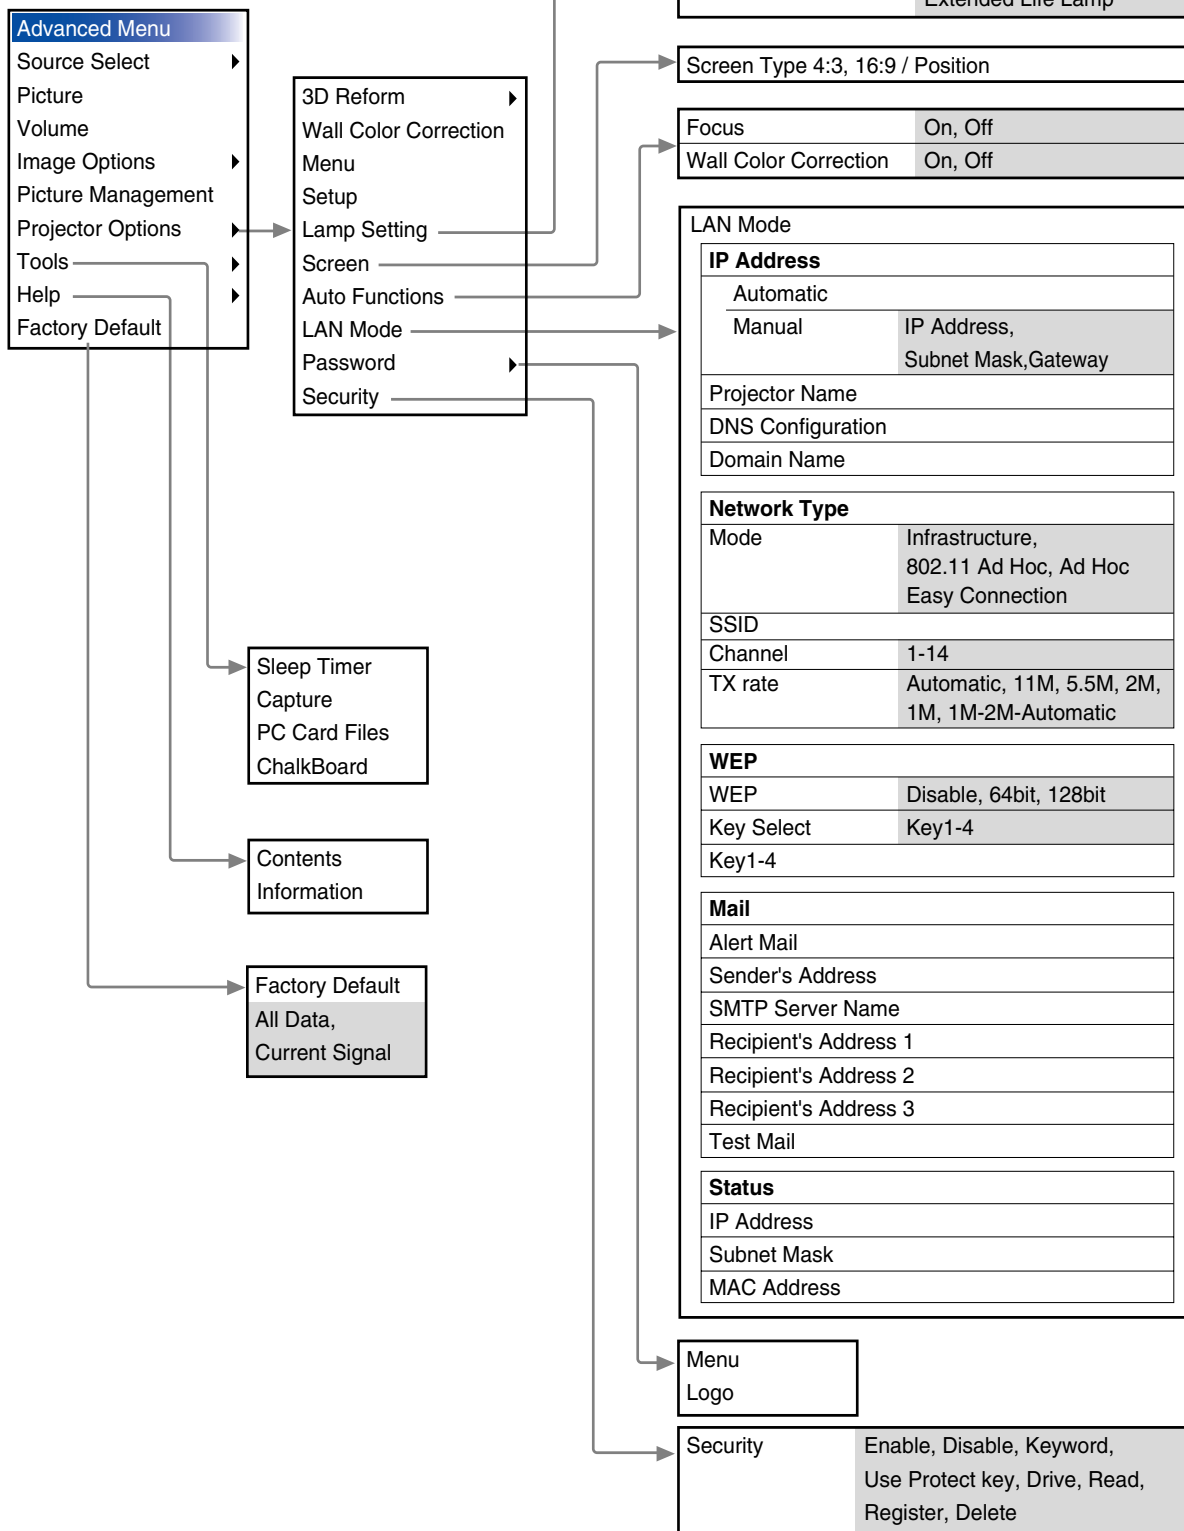 Advanced Menu
Source Select
Picture
Volume
Image Options
Picture Management
Projector Options
Tools
Help
Factory Default
3D Reform
Wall Color Correction
Menu
Setup
Lamp Setting
Screen
Auto Functions
LAN Mode
Password
Security
Sleep Timer
Capture
PC Card Files
ChalkBoard
Contents
Information
Factory Default
All Data,
Current Signal
Extended Life Lamp
Screen Type 4:3, 16:9 / Position
Focus On, Off
Wall Color Correction On, Off
LAN Mode
IP Address
Automatic
Manual IP Address,
Subnet Mask,Gateway
Projector Name
DNS Configuration
Domain Name
Network Type
Mode Infrastructure,
802.11 Ad Hoc, Ad Hoc
Easy Connection
SSID
Channel 1-14
TX rate Automatic, 11M, 5.5M, 2M,
1M, 1M-2M-Automatic
WEP
WEP Disable, 64bit, 128bit
Key Select Key1-4
Key1-4
Mail
Alert Mail
Sender's Address
SMTP Server Name
Recipient's Address 1
Recipient's Address 2
Recipient's Address 3
Test Mail
Status
IP Address
Subnet Mask
MAC Address
Menu
Logo
Security Enable, Disable, Keyword,
Use Protect key, Drive, Read,
Register, Delete